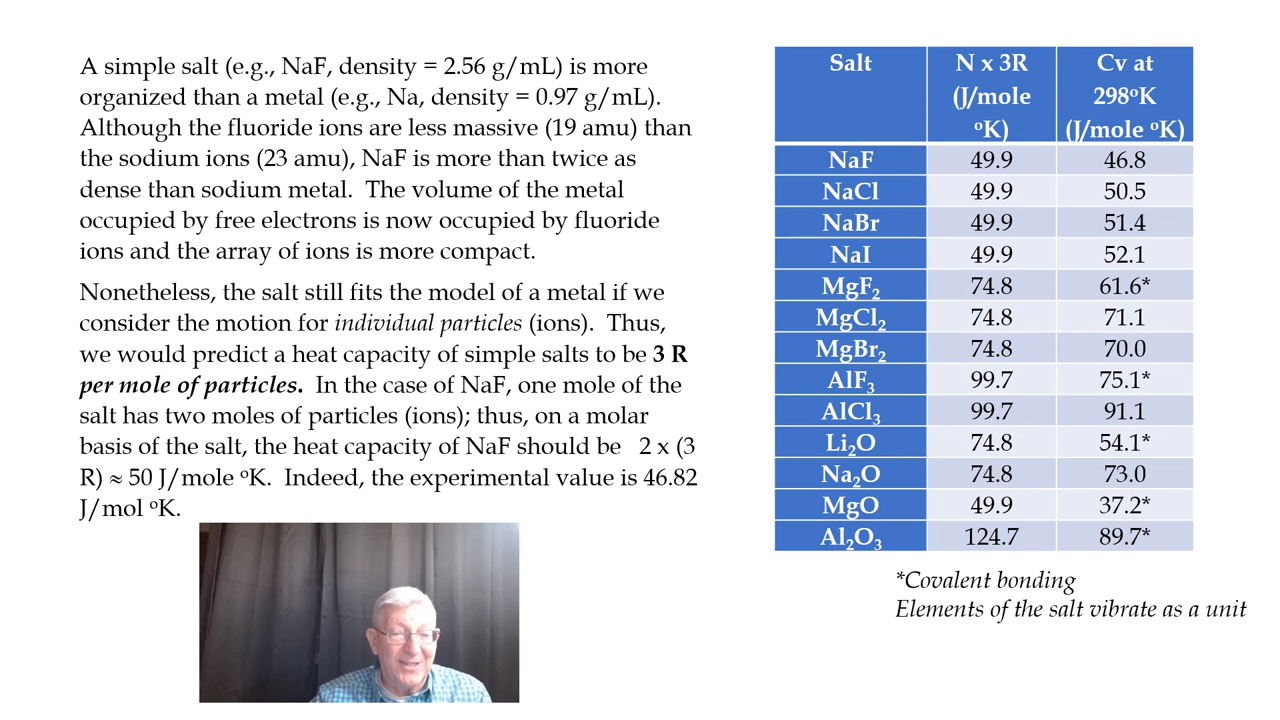 A simple salt (e.g., NaF, density = 2.56 g/mL) is more
organized than a metal (e.g., Na, density = 0.97 g/mL).
Although the fluoride ions are less massive (19 amu) than
the sodium ions (23 amu), NaF is more than twice as
dense than sodium metal.  The volume of the metal
occupied by free electrons is now occupied by fluoride
ions and the array of ions is more compact.
Nonetheless, the salt still fits the model of a metal if we
consider the motion for individual particles (ions).  Thus,
we would predict a heat capacity of simple salts to be 3 R
per mole of particles.  In the case of NaF, one mole of the
salt has two moles of particles (ions); thus, on a molar
basis of the salt, the heat capacity of NaF should be   2 x (3
R) ≈ 50 J/mole ºK.  Indeed, the experimental value is 46.82
J/mol ºK.
Salt N x 3R (J/mole ºK) Cv at 298ºK (J/mole ºK)
NaF 49.9 46.8
NaCl 49.9 50.5
NaBr 49.9 51.4
NaI 49.9 52.1
MgF₂ 74.8 61.6*
MgCl₂ 74.8 71.1
MgBr₂ 74.8 70.0
AlF₃ 99.7 75.1*
AlCl₃ 99.7 91.1
Li₂O 74.8 54.1*
Na₂O 74.8 73.0
MgO 49.9 37.2*
Al₂O₃ 124.7 89.7*
*Covalent bonding
Elements of the salt vibrate as a unit